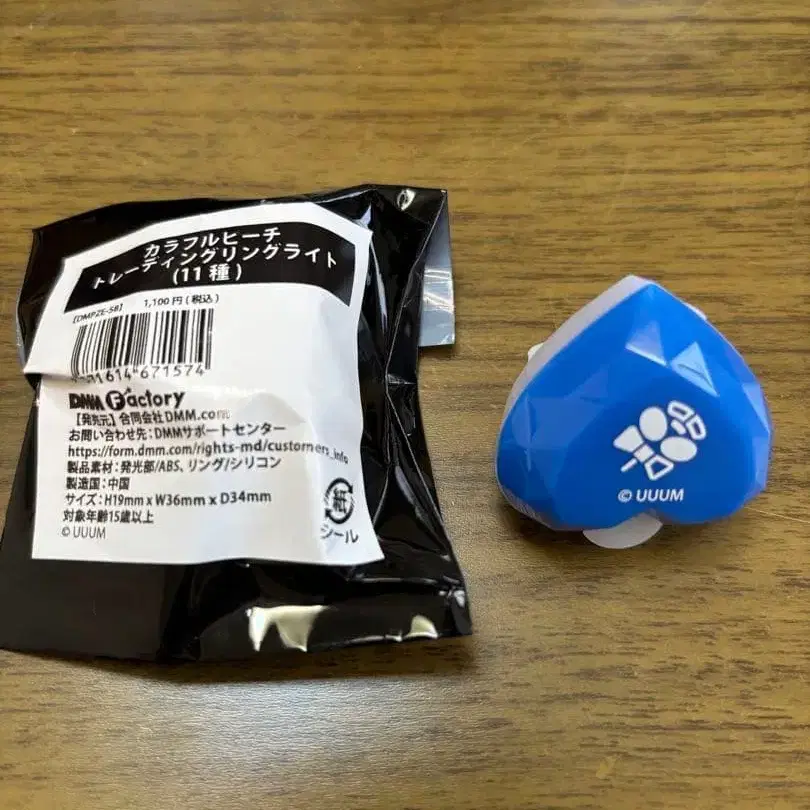 カラフルピーチ
トレーディングリングライト
(11種)
【DMPZE-58】 1,100円(税込)
614 671574
DMM Factory
【発売元】合同会社DMM.com
お問い合わせ先:DMMサポートセンター
https://form.dmm.com/rights-md/customers_info
製品素材:発光部/ABS、リング/シリコン
製造国:中国
サイズ:H19mm x W36mm x D34mm
対象年齢15歳以上
© UUUM
紙
シール
© UUUM